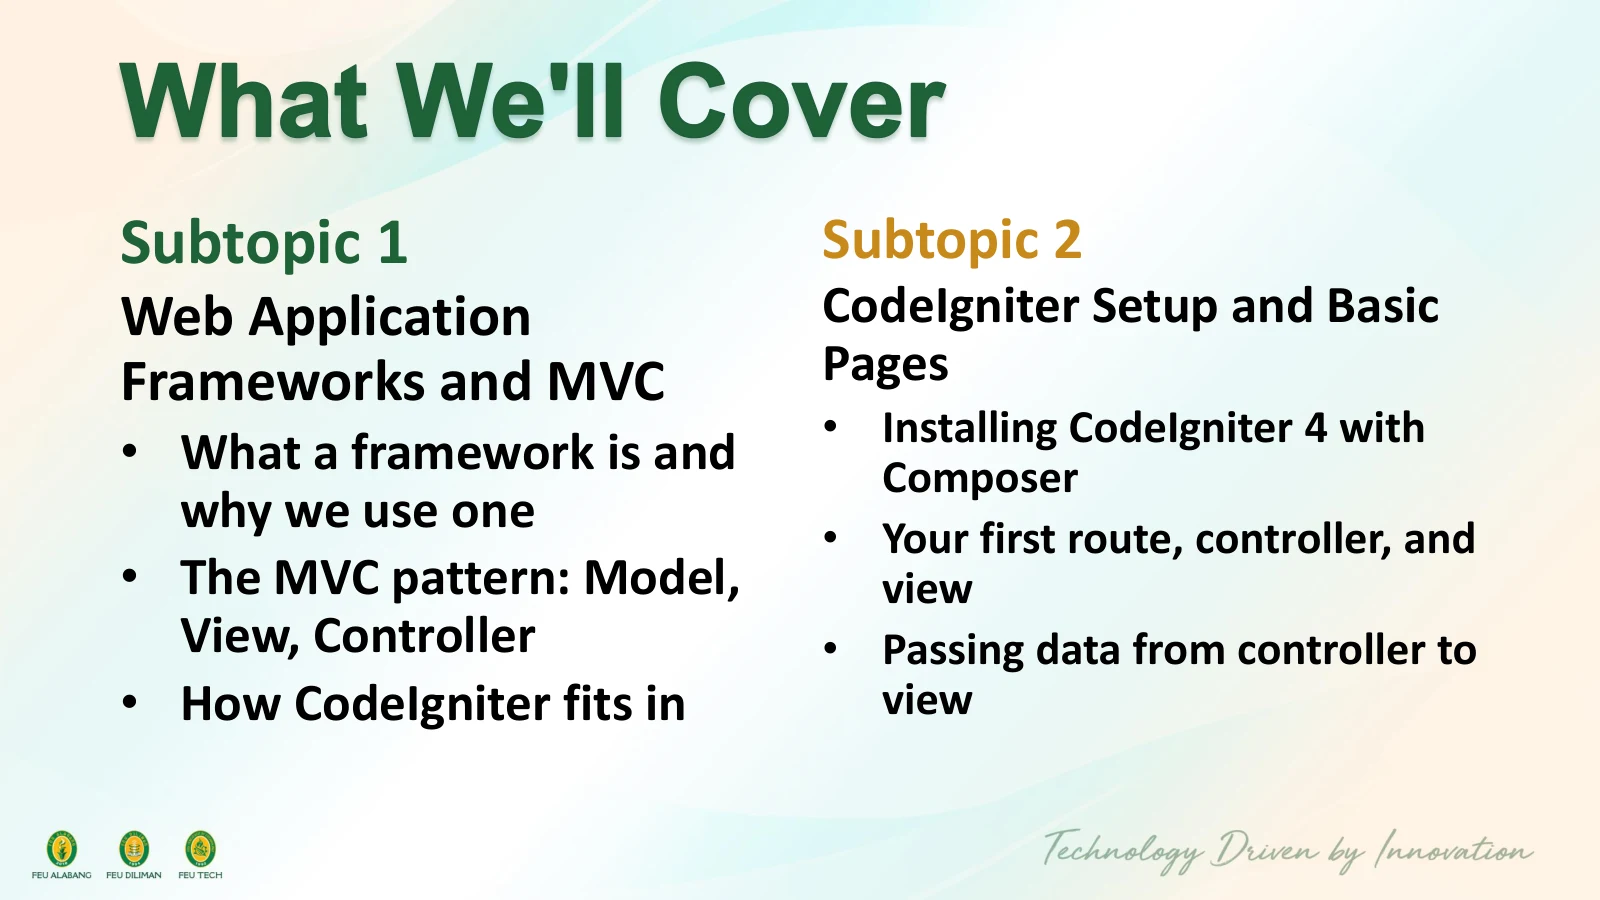 What We'll Cover
Subtopic 1
Web Application
Frameworks and MVC
• What a framework is and
why we use one
• The MVC pattern: Model,
View, Controller
• How CodeIgniter fits in
Subtopic 2
CodeIgniter Setup and Basic
Pages
• Installing CodeIgniter 4 with
Composer
• Your first route, controller, and
view
• Passing data from controller to
view
FEU ALABANG
FEU DILIMAN
FEU TECH
Technology Driven by Innovation